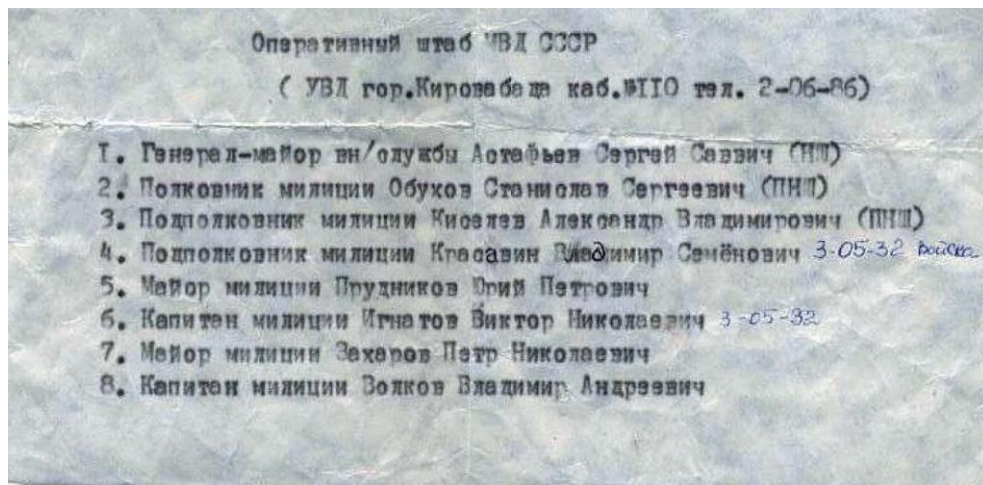 Оперативный штаб МВД СССР
( УВД гор.Кировабада каб.№IIO тел. 2-06-86)
I. Генерал-майор вн/службы Астафьев Сергей Саввич (НШ)
2. Полковник милиции Обухов Станислав Сергеевич (ПНШ)
3. Подполковник милиции Киселев Александр Владимирович (ПНШ)
4. Подполковник милиции Красавин Владимир Семёнович 3-05-32 войска
5. Майор милиции Прудников Юрий Петрович
6. Капитан милиции Игнатов Виктор Николаевич 3-05-32
7. Майор милиции Захаров Петр Николаевич
8. Капитан милиции Волков Владимир Андреевич